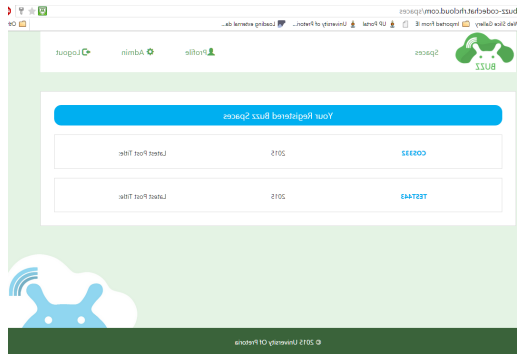 buzz-codechat.rhcloud.com/spaces
Web Slice Gallery Imported From IE UP Portal University of Pretor... Loading external da...
BUZZ Spaces Profile Admin Logout
Your Registered Buzz Spaces
COS332 2015 Latest Post Title:
TEST443 2015 Latest Post Title:
© 2015 University Of Pretoria